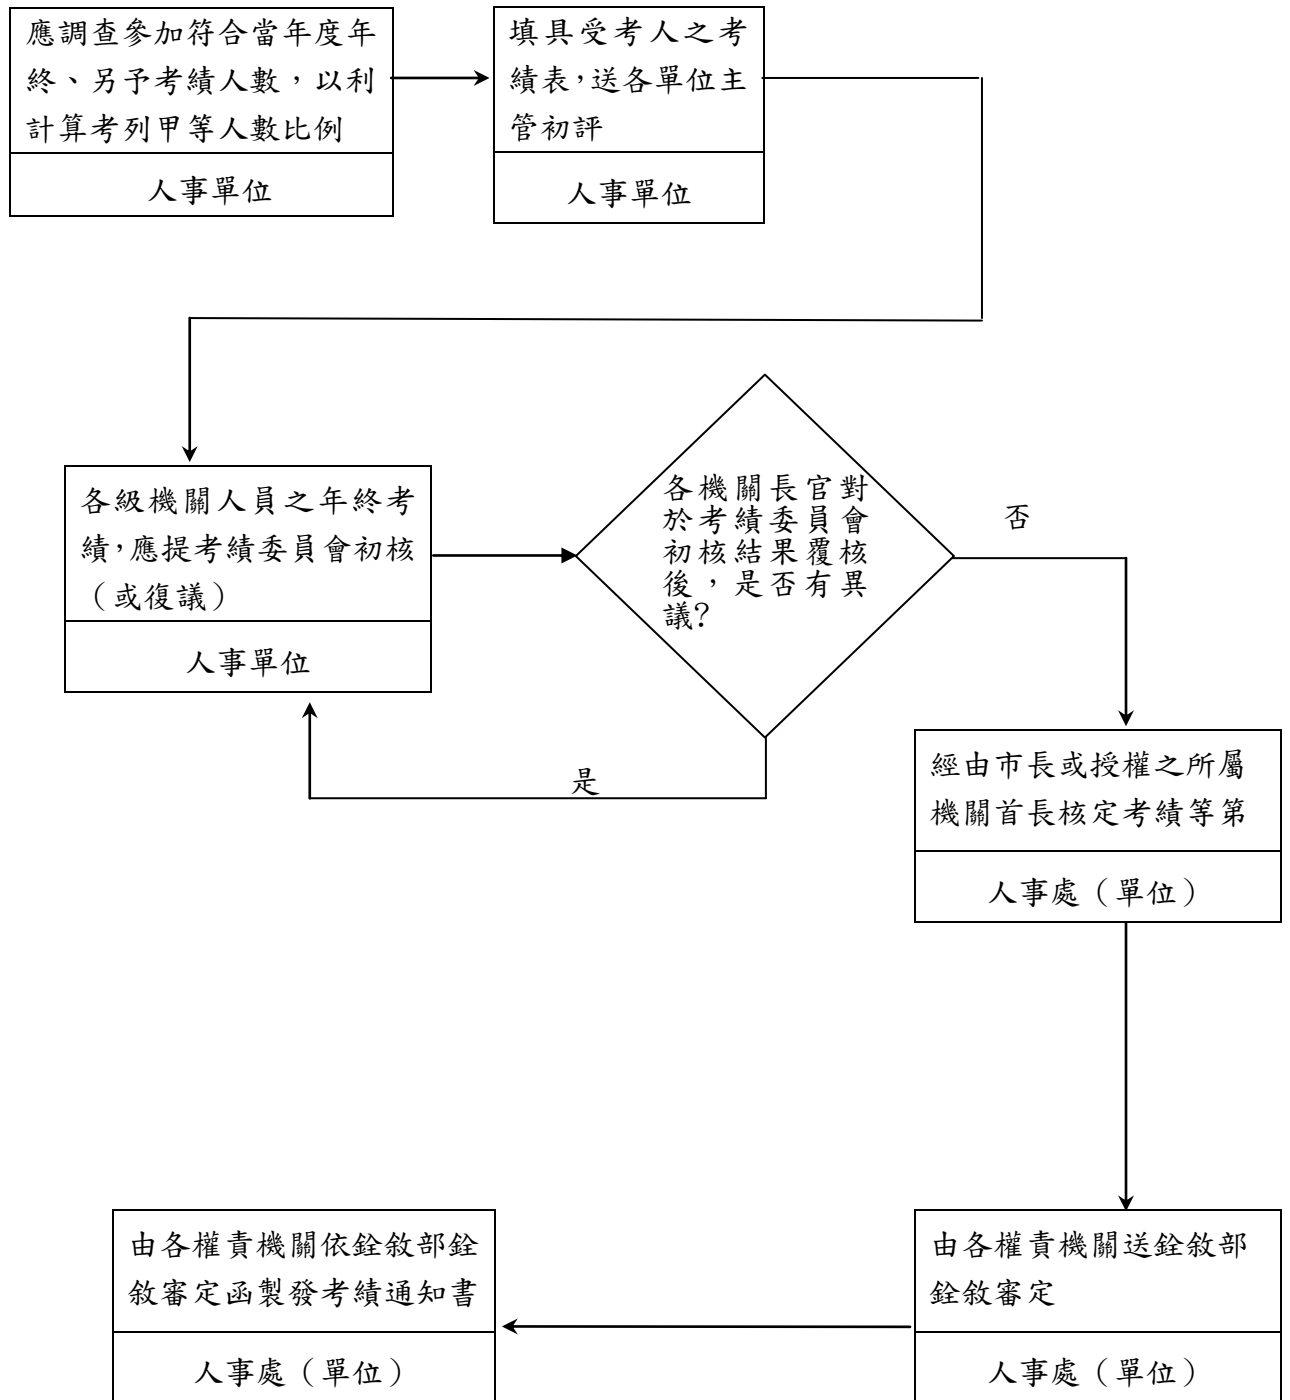 應調查參加符合當年度年
終、另予考績人數，以利
計算考列甲等人數比例
人事單位
填具受考人之考
績表，送各單位主
管初評
人事單位
各級機關人員之年終考
績，應提考績委員會初核
（或復議）
人事單位
各機關長官對
於考績委員會
初核結果覆核
後，是否有異
議？
否
是
經由市長或授權之所屬
機關首長核定考績等第
人事處（單位）
由各權責機關送銓敘部
銓敘審定
人事處（單位）
由各權責機關依銓敘部銓
敘審定函製發考績通知書
人事處（單位）